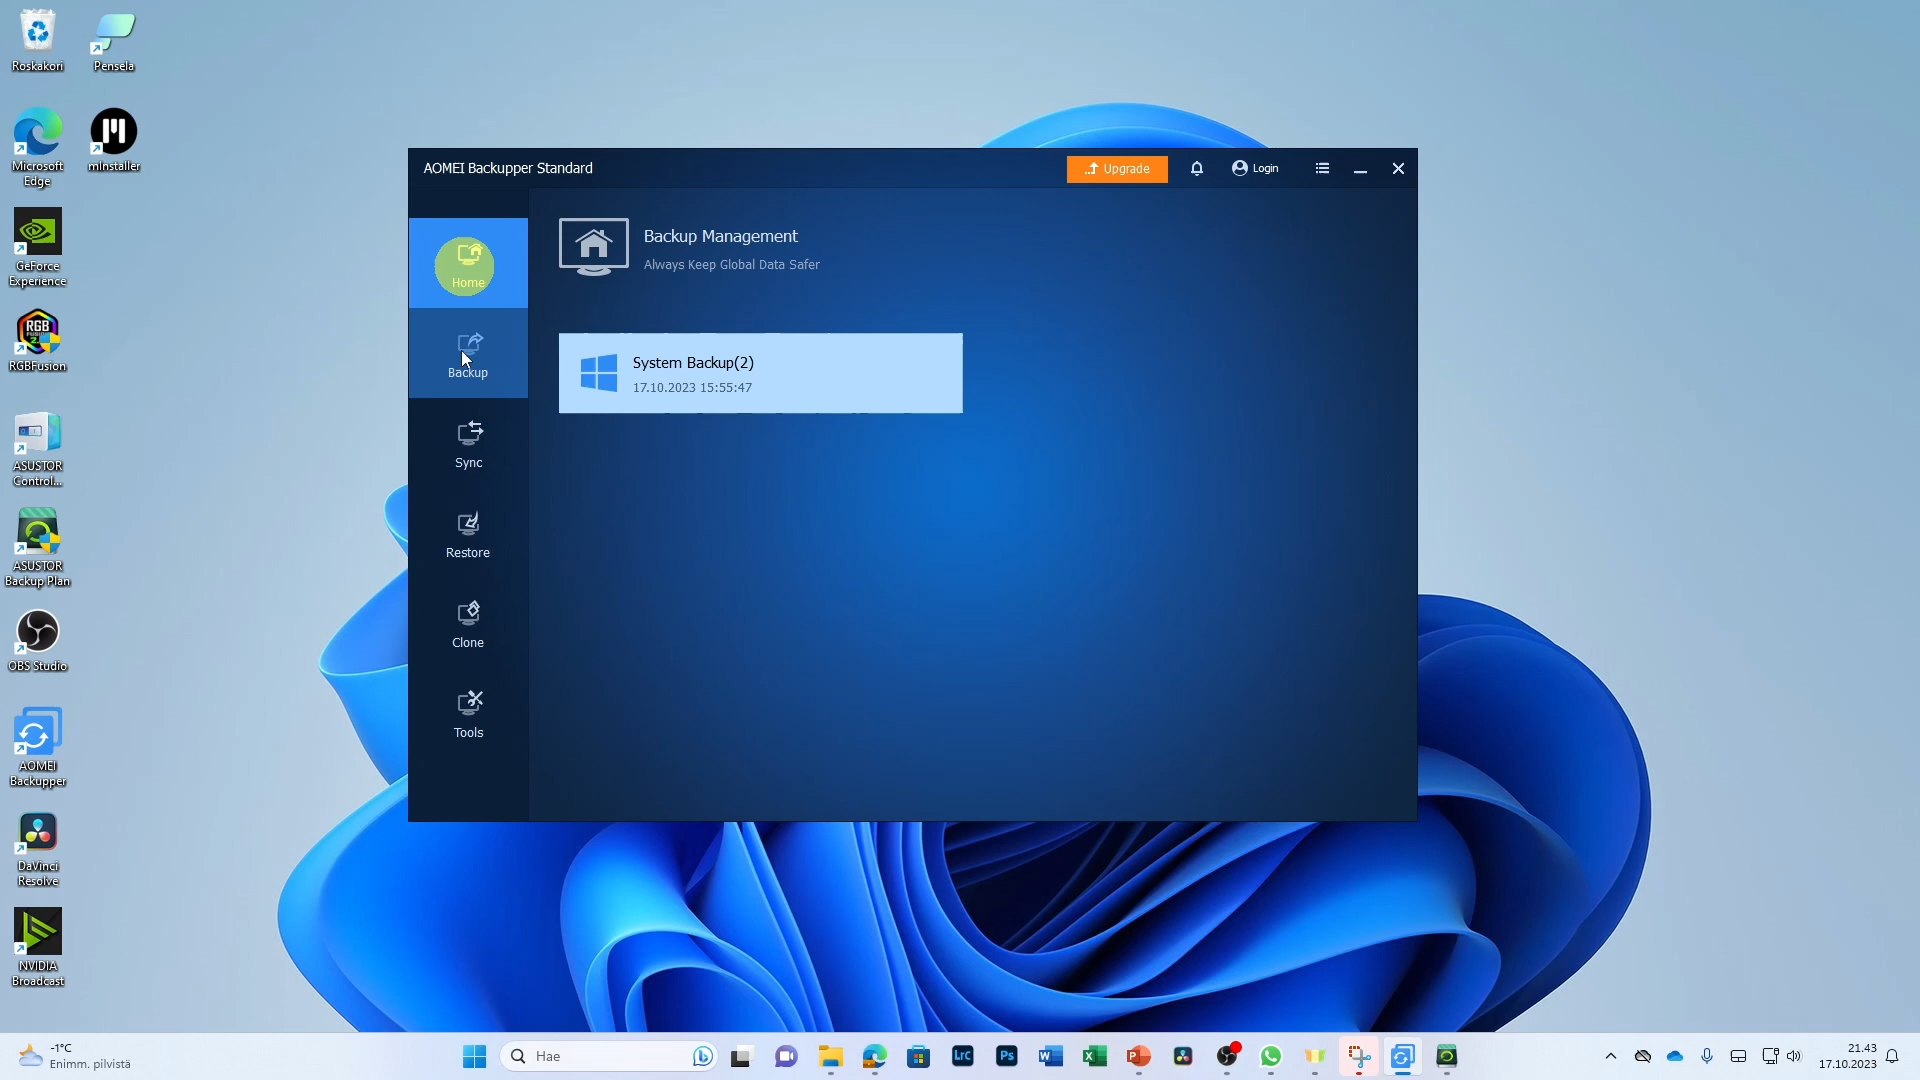 Roskakori
Pensela
Microsoft
Edge
mInstaller
GeForce
Experience
RGB
RGBFusion
ASUSTOR
Control...
ASUSTOR
Backup Plan
OBS Studio
AOMEI
Backupper
DaVinci
Resolve
NVIDIA
Broadcast
AOMEI Backupper Standard
Upgrade
Login
Home
Backup
Sync
Restore
Clone
Tools
Backup Management
Always Keep Global Data Safer
System Backup(2)
17.10.2023 15:55:47
-1°C
Enimm. pilvistä
Hae
Lrc
Ps
21.43
17.10.2023